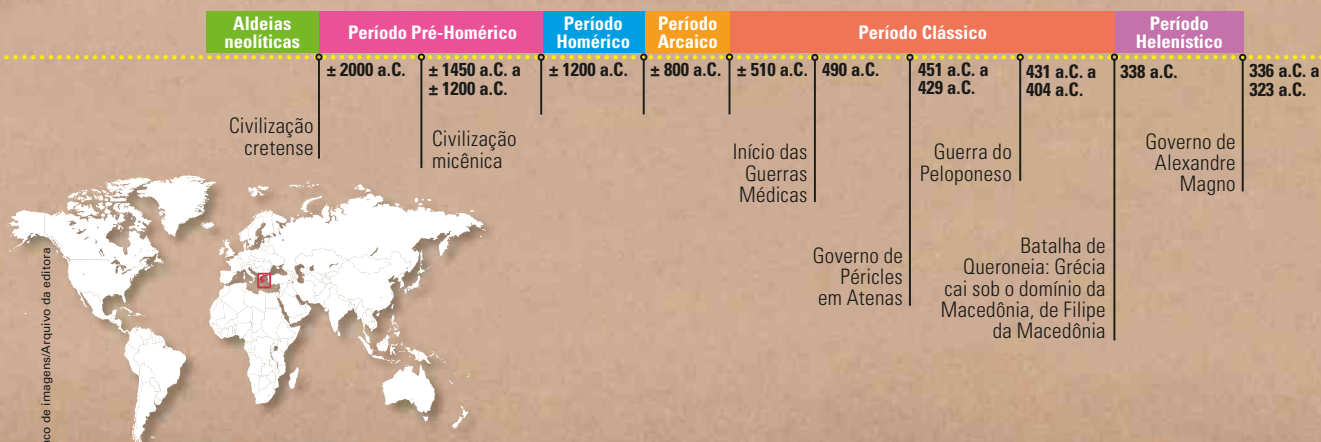 Aldeias
neolíticas
Período Pré-Homérico
Período
Homérico
Período
Arcaico
Período Clássico
Período
Helenístico
± 2000 a.C.
± 1450 a.C. a
± 1200 a.C.
± 1200 a.C.
± 800 a.C.
± 510 a.C.
490 a.C.
451 a.C. a
429 a.C.
431 a.C. a
404 a.C.
338 a.C.
336 a.C. a
323 a.C.
Civilização
cretense
Civilização
micênica
Início das
Guerras
Médicas
Governo de
Péricles
em Atenas
Guerra do
Peloponeso
Batalha de
Queroneia: Grécia
cai sob o domínio da
Macedônia, de Filipe
da Macedônia
Governo de
Alexandre
Magno
de imagens/Arquivo da editora